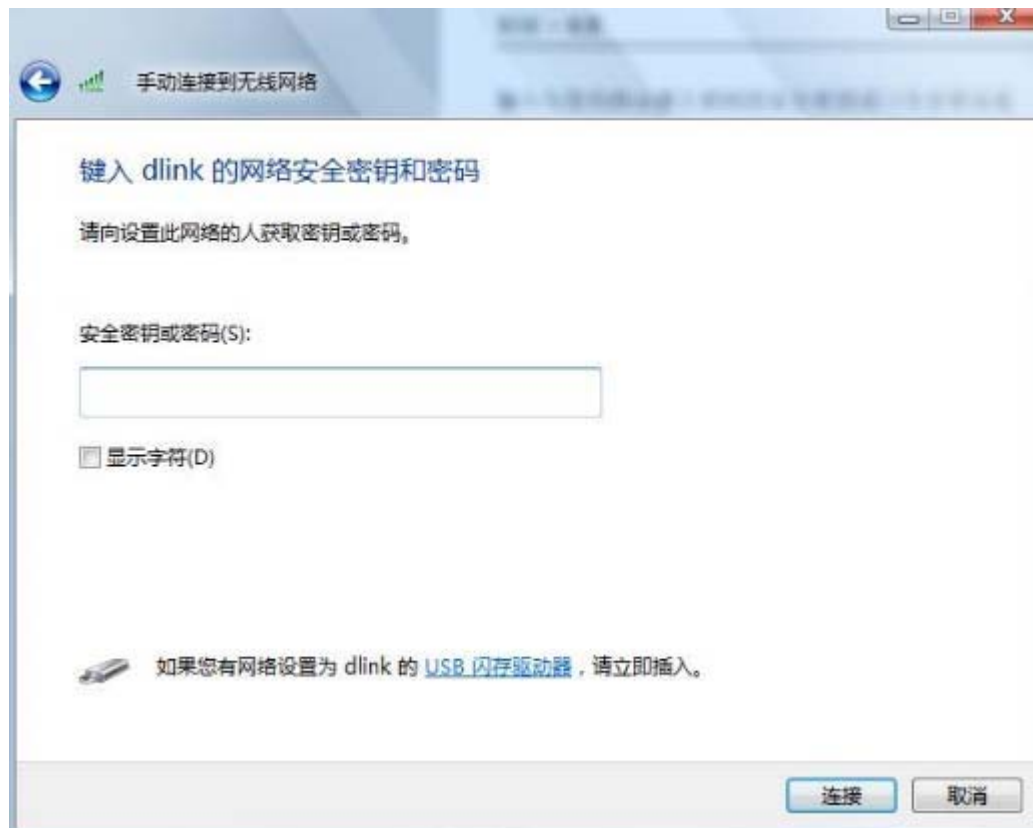 手动连接到无线网络
键入 dlink 的网络安全密钥和密码
请向设置此网络的人获取密钥或密码。
安全密钥或密码(S):
显示字符(D)
如果您有网络设置为 dlink 的 USB 闪存驱动器，请立即插入。
连接
取消